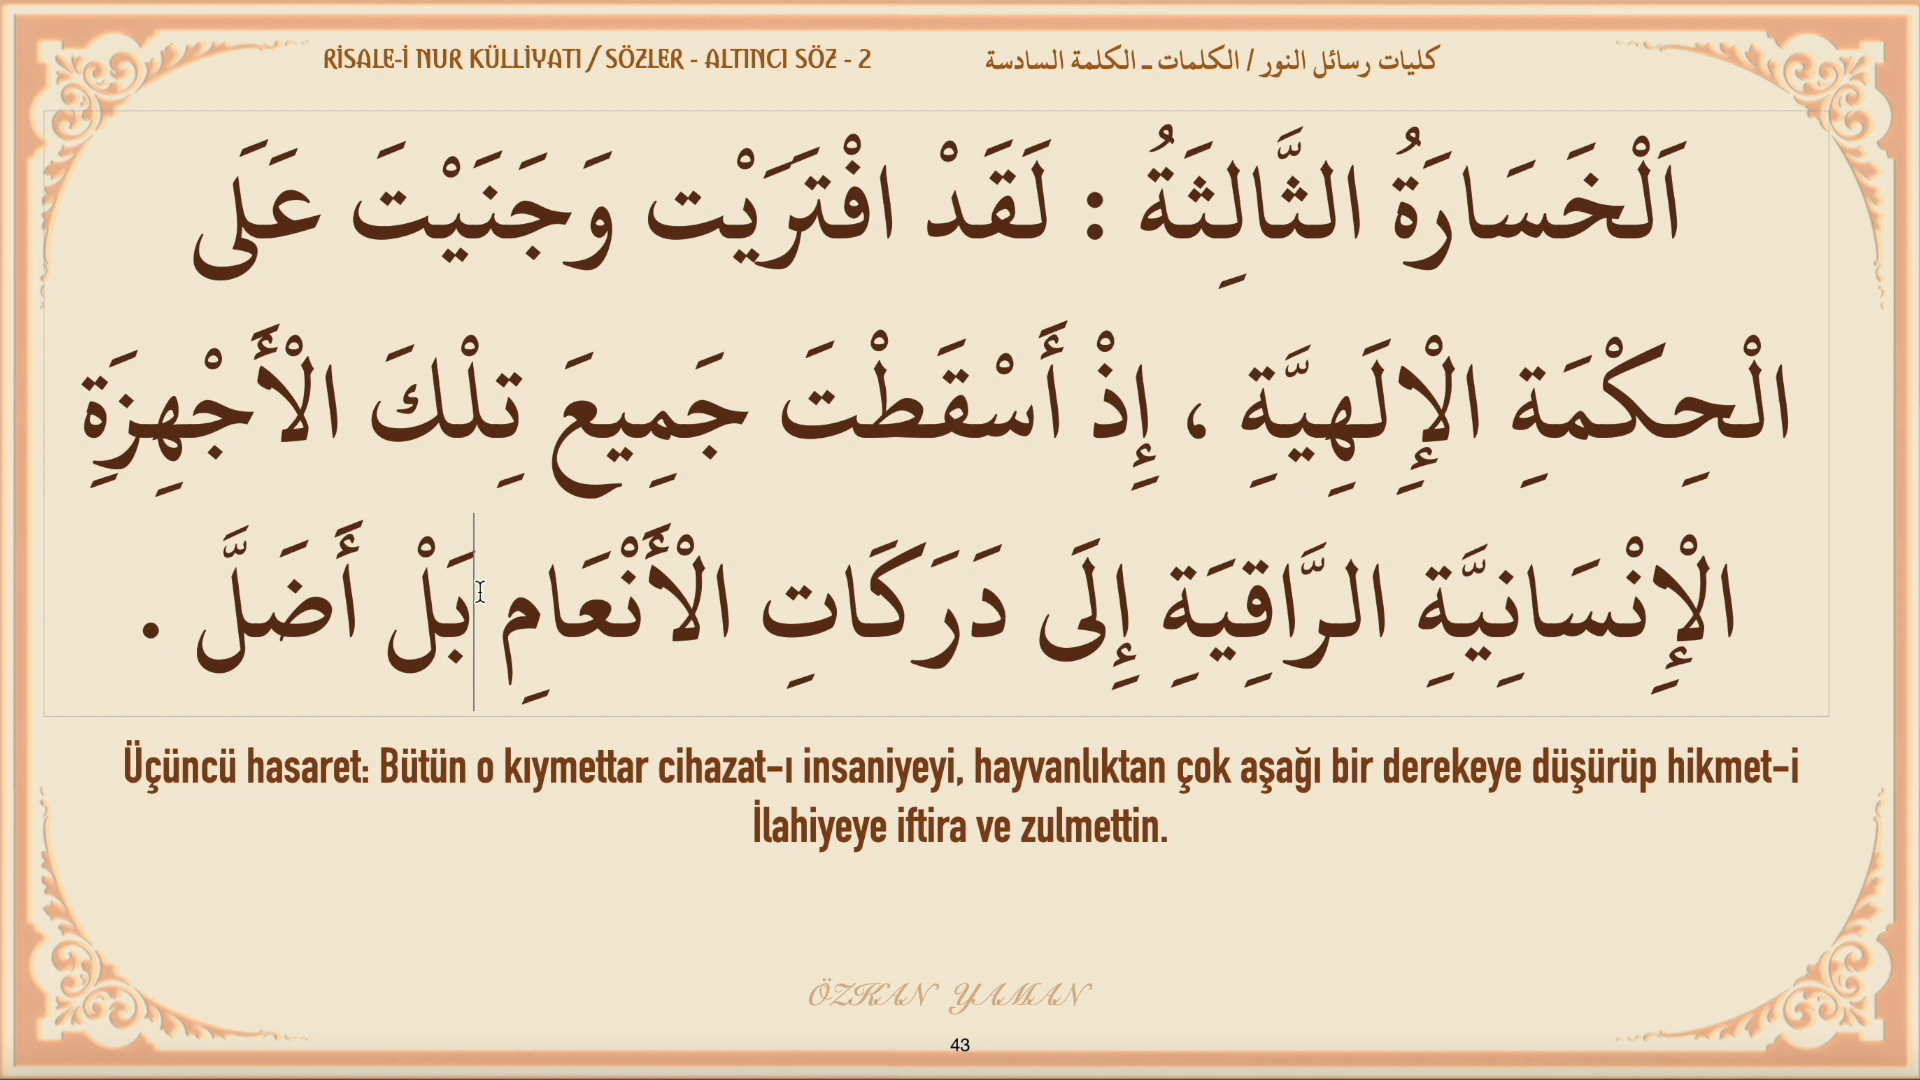 RİSALE-İ NUR KÜLLİYATI / SÖZLER - ALTINCI SÖZ - 2
كليات رسائل النور / الكلمات ـ الكلمة السادسة
اَلْخَسَارَةُ الثَّالِثَةُ : لَقَدْ افْتَرَيْت وَجَنَيْتَ عَلَى
الْحِكْمَةِ الْإِلَهِيَّةِ ، إِذْ أَسْقَطْتَ جَمِيعَ تِلْكَ الْأَجْهِزَةِ
الْإِنْسَانِيَّةِ الرَّاقِيَةِ إِلَى دَرَكَاتِ الْأَنْعَامِ بَلْ أَضَلَّ .
Üçüncü hasaret: Bütün o kıymettar cihazat-ı insaniyeyi, hayvanlıktan çok aşağı bir derekeye düşürüp hikmet-i
İlahiyeye iftira ve zulmettin.
ÖZKAN YAMAN
43